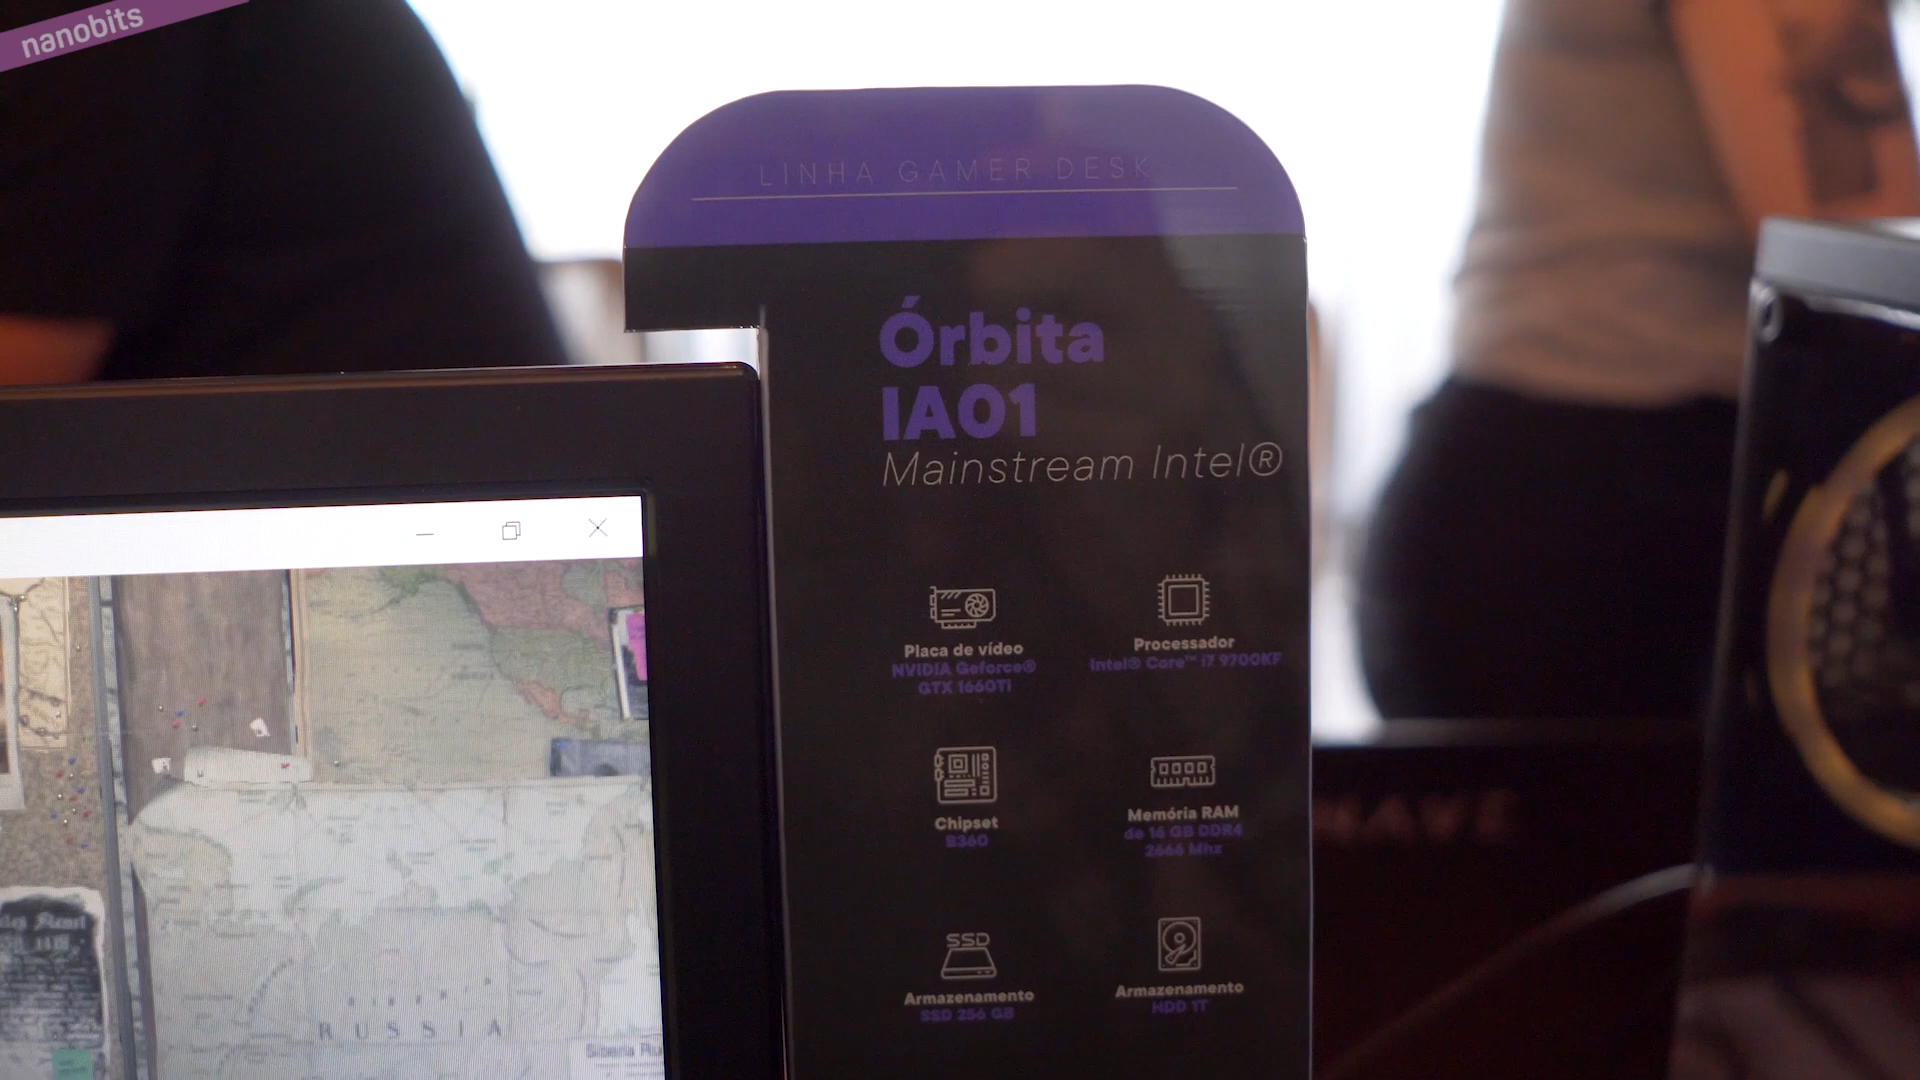 nanobits
LINHA GAMER DESK
Órbita
IA01
Mainstream Intel®
Placa de vídeo
NVIDIA Geforce®
GTX 1660Ti
Processador
Intel® Core™ i7 9700KF
Chipset
B360
Memória RAM
de 16 GB DDR4
2666 Mhz
SSD
Armazenamento
SSD 256 GB
Armazenamento
HDD 1T
RUSSIA
Siberia Ru